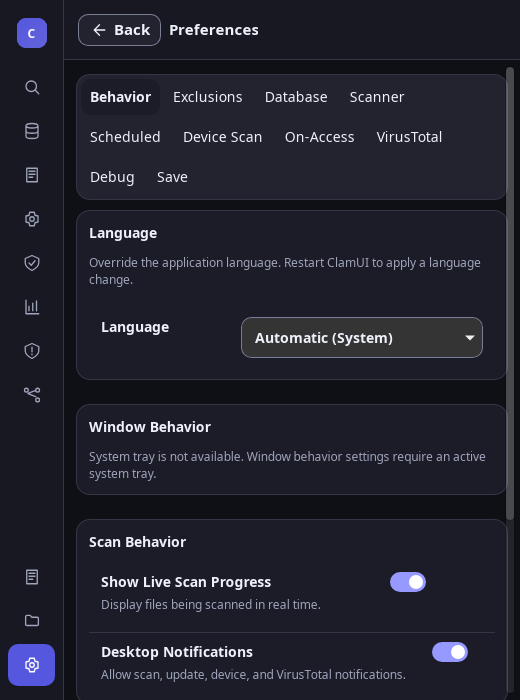 C
Back Preferences
Behavior Exclusions Database Scanner
Scheduled Device Scan On-Access VirusTotal
Debug Save
Language
Override the application language. Restart ClamUI to apply a language
change.
Language Automatic (System)
Window Behavior
System tray is not available. Window behavior settings require an active
system tray.
Scan Behavior
Show Live Scan Progress
Display files being scanned in real time.
Desktop Notifications
Allow scan, update, device, and VirusTotal notifications.